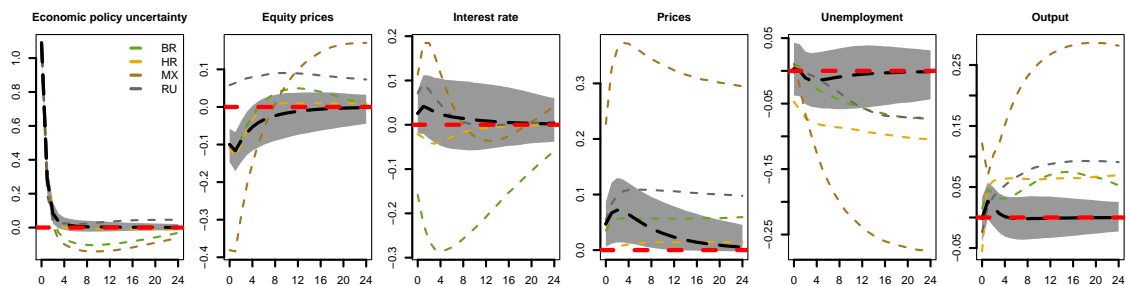 Economic policy uncertainty
BR
HR
MX
RU
0.0 0.2 0.4 0.6 0.8 1.0
0 4 8 12 16 20 24
Equity prices
−0.4 −0.3 −0.2 −0.1 0.0 0.1
0 4 8 12 16 20 24
Interest rate
−0.3 −0.2 −0.1 0.0 0.1 0.2
0 4 8 12 16 20 24
Prices
0.0 0.1 0.2 0.3
0 4 8 12 16 20 24
Unemployment
−0.25 −0.15 −0.05 0.05
0 4 8 12 16 20 24
Output
−0.05 0.05 0.15 0.25
0 4 8 12 16 20 24